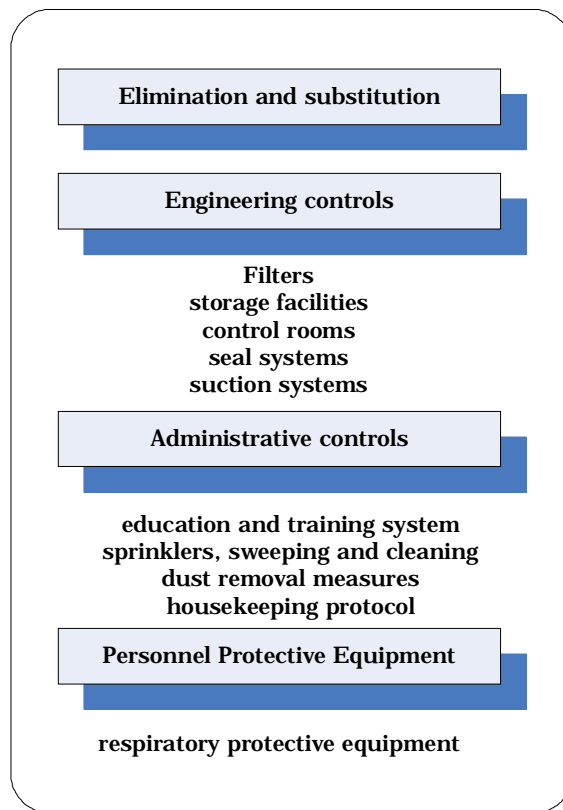 Elimination and substitution
Engineering controls
Filters
storage facilities
control rooms
seal systems
suction systems
Administrative controls
education and training system
sprinklers, sweeping and cleaning
dust removal measures
housekeeping protocol
Personnel Protective Equipment
respiratory protective equipment